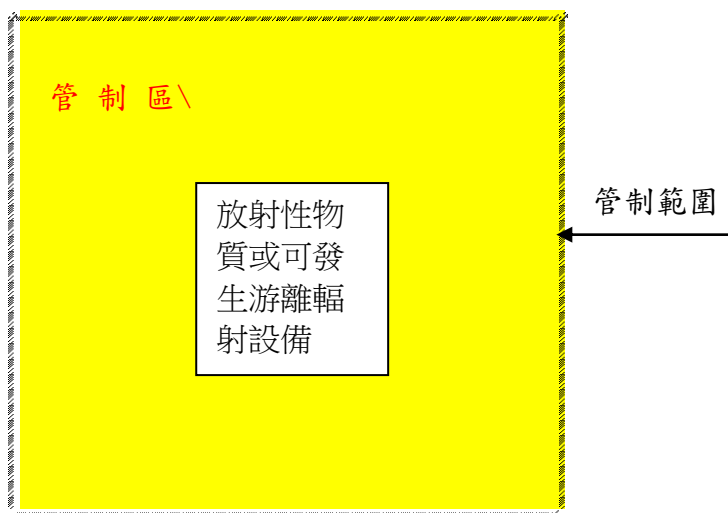 管 制 區\
放射性物
質或可發
生游離輻
射設備
管制範圍